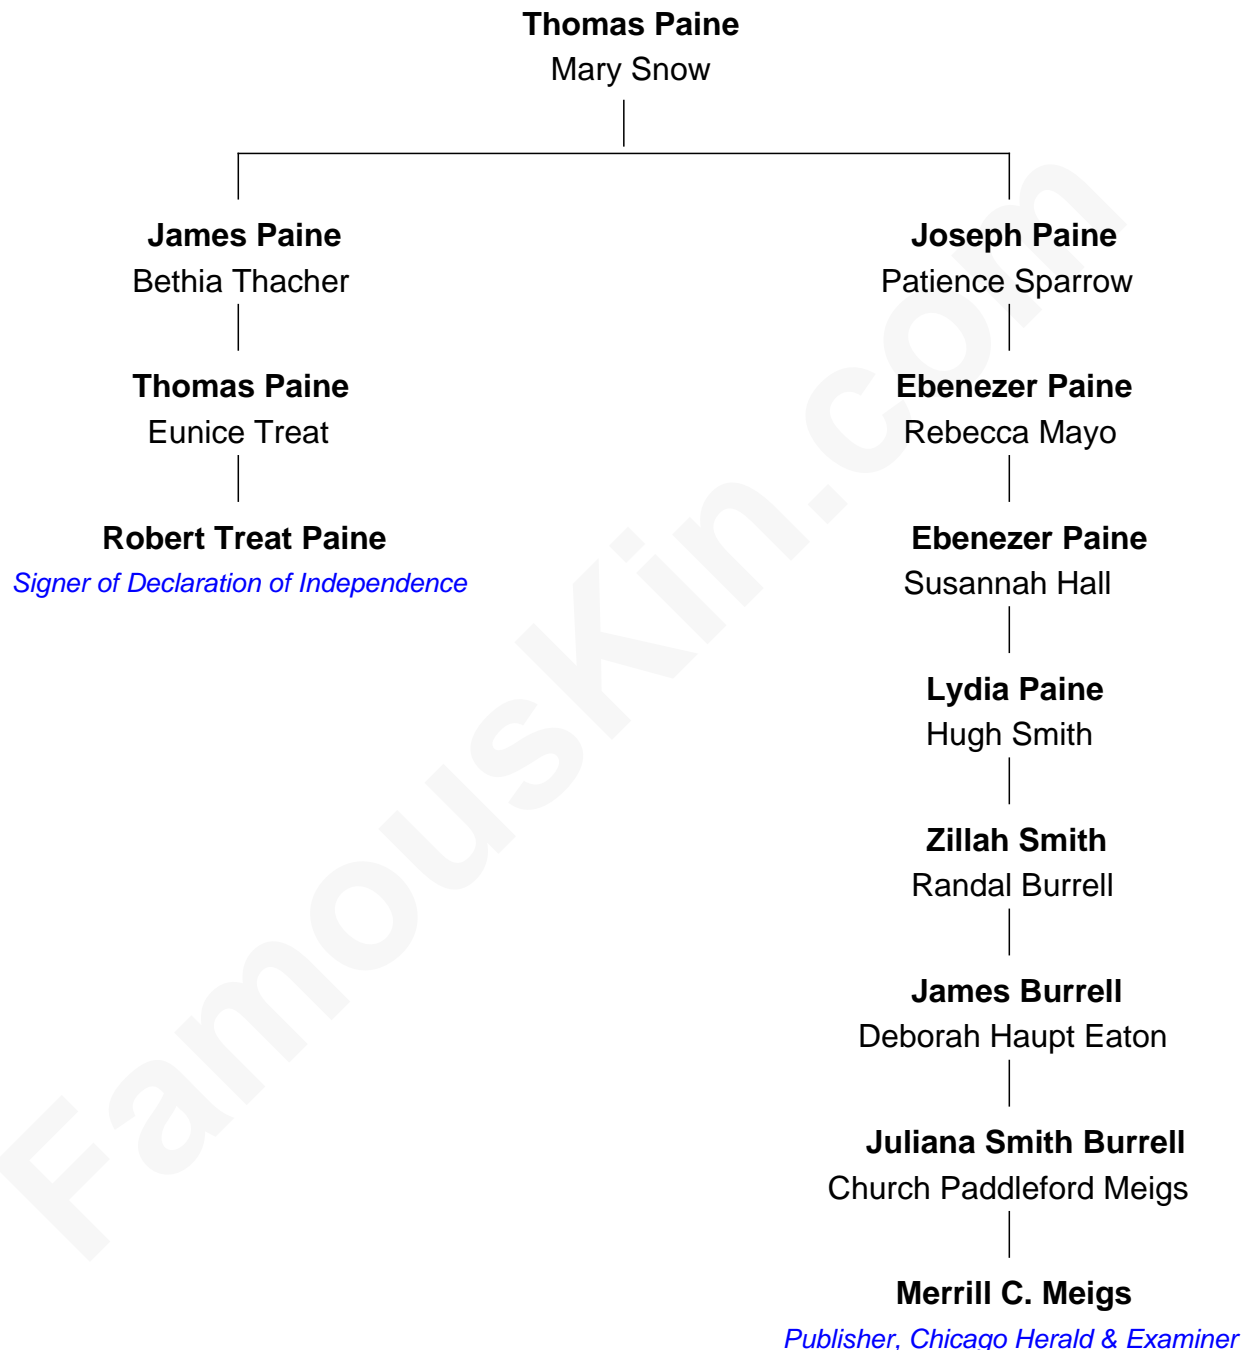 Thomas Paine
Mary Snow
James Paine
Bethia Thacher
Thomas Paine
Eunice Treat
Robert Treat Paine
Signer of Declaration of Independence
Joseph Paine
Patience Sparrow
Ebenezer Paine
Rebecca Mayo
Ebenezer Paine
Susannah Hall
Lydia Paine
Hugh Smith
Zillah Smith
Randal Burrell
James Burrell
Deborah Haupt Eaton
Juliana Smith Burrell
Church Paddleford Meigs
Merrill C. Meigs
Publisher, Chicago Herald & Examiner
FamousKin.com